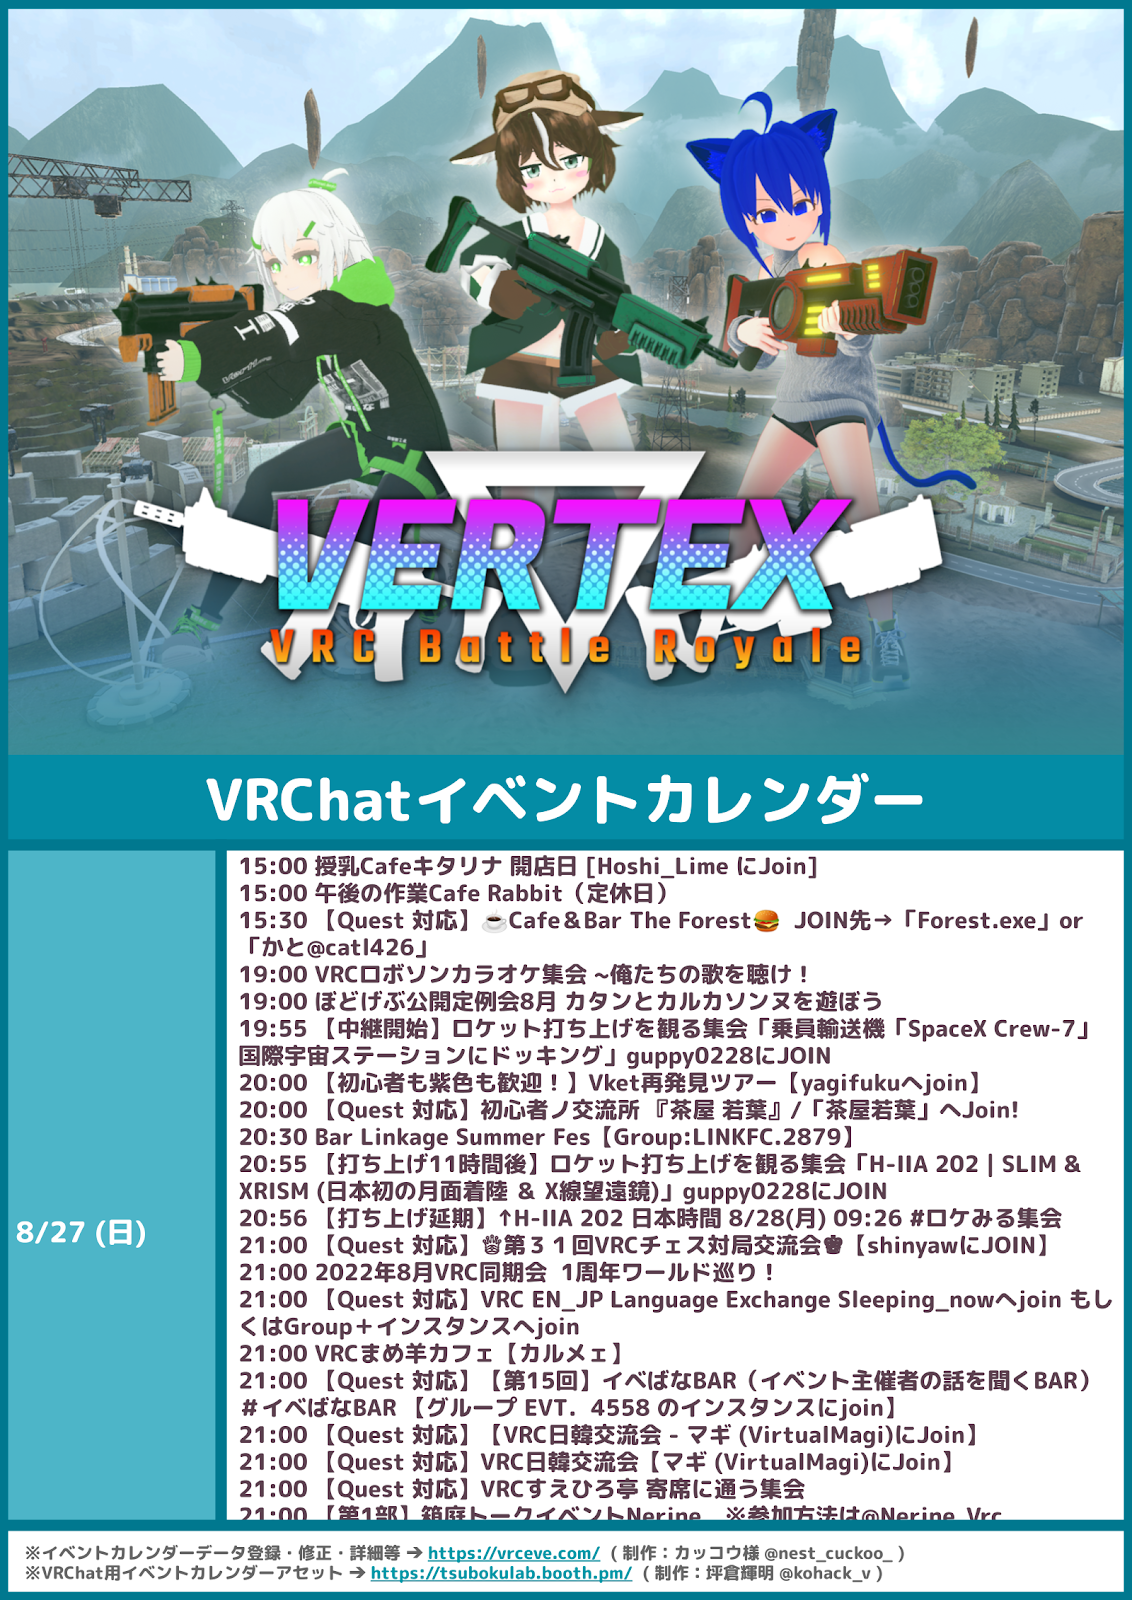 VERTEX
VRC Battle Royale
VRChatイベントカレンダー
8/27 (日)
15:00 授乳Cafeキタリナ 開店日 [Hoshi_Lime にJoin]
15:00 午後の作業Cafe Rabbit（定休日）
15:30 【Quest 対応】☕Cafe＆Bar The Forest🍔 JOIN先→「Forest.exe」or
「かと@catl426」
19:00 VRCロボソンカラオケ集会 ~俺たちの歌を聴け！
19:00 ぼどげぶ公開定例会8月 カタンとカルカソンヌを遊ぼう
19:55 【中継開始】ロケット打ち上げを観る集会「乗員輸送機「SpaceX Crew-7」
国際宇宙ステーションにドッキング」guppy0228にJOIN
20:00 【初心者も紫色も歓迎！】Vket再発見ツアー【yagifukuへjoin】
20:00 【Quest 対応】初心者ノ交流所 『茶屋 若葉』/「茶屋若葉」へJoin!
20:30 Bar Linkage Summer Fes【Group:LINKFC.2879】
20:55 【打ち上げ11時間後】ロケット打ち上げを観る集会「H-IIA 202 | SLIM &
XRISM (日本初の月面着陸 ＆ X線望遠鏡)」guppy0228にJOIN
20:56 【打ち上げ延期】↑H-IIA 202 日本時間 8/28(月) 09:26 #ロケみる集会
21:00 【Quest 対応】♕第３１回VRCチェス対局交流会♚【shinyawにJOIN】
21:00 2022年8月VRC同期会 1周年ワールド巡り！
21:00 【Quest 対応】VRC EN_JP Language Exchange Sleeping_nowへjoin もし
くはGroup＋インスタンスへjoin
21:00 VRCまめ羊カフェ【カルメェ】
21:00 【Quest 対応】【第15回】イベばなBAR（イベント主催者の話を聞くBAR）
＃イベばなBAR 【グループ EVT．4558 のインスタンスにjoin】
21:00 【Quest 対応】【VRC日韓交流会 - マギ (VirtualMagi)にJoin】
21:00 【Quest 対応】VRC日韓交流会【マギ (VirtualMagi)にJoin】
21:00 【Quest 対応】VRCすえひろ亭 寄席に通う集会
21:00 【第1部】箱庭トークイベントNerine ※参加方法は@Nerine_Vrc
※イベントカレンダーデータ登録・修正・詳細等 ➔ https://vrceve.com/ ( 制作：カッコウ様 @nest_cuckoo_ )
※VRChat用イベントカレンダーアセット ➔ https://tsubokulab.booth.pm/ ( 制作：坪倉輝明 @kohack_v )